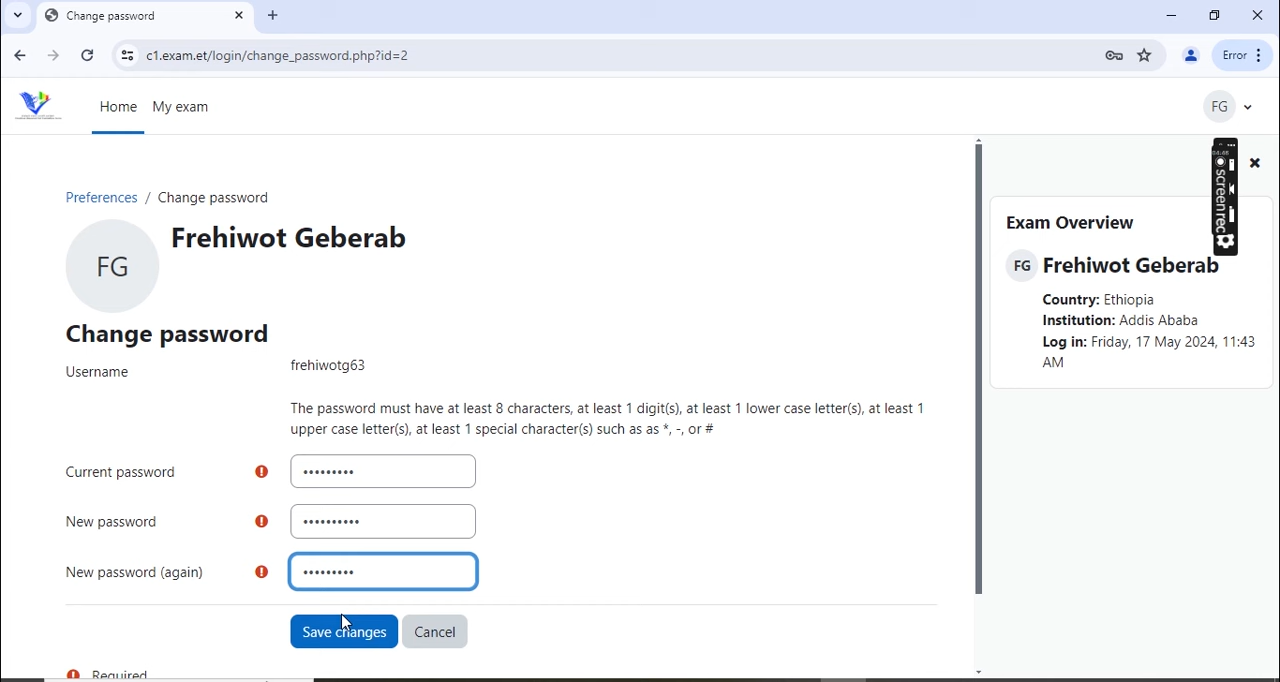 Change password
c1.exam.et/login/change_password.php?id=2
Error
Home My exam
FG
Preferences / Change password
FG
Frehiwot Geberab
Change password
Username
frehiwotg63
The password must have at least 8 characters, at least 1 digit(s), at least 1 lower case letter(s), at least 1
upper case letter(s), at least 1 special character(s) such as as *, -, or #
Current password
•••••••••
New password
••••••••••
New password (again)
•••••••••
Save changes Cancel
Required
04:46
screenrec
Exam Overview
FG Frehiwot Geberab
Country: Ethiopia
Institution: Addis Ababa
Log in: Friday, 17 May 2024, 11:43
AM